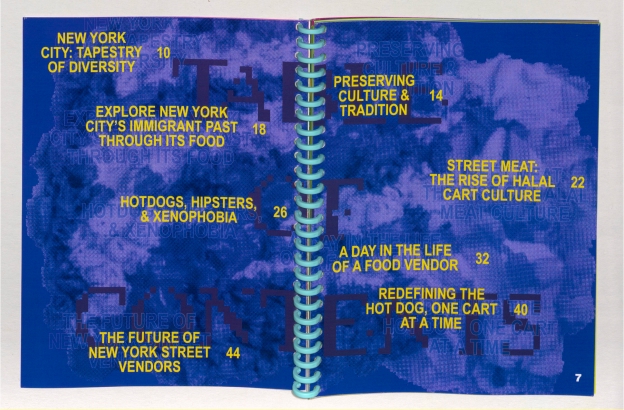 TABLE
OF
CONTENTS
NEW YORK
CITY: TAPESTRY
OF DIVERSITY 10
EXPLORE NEW YORK
CITY'S IMMIGRANT PAST
THROUGH ITS FOOD 18
HOTDOGS, HIPSTERS,
& XENOPHOBIA 26
THE FUTURE OF
NEW YORK STREET
VENDORS 44
PRESERVING
CULTURE &
TRADITION 14
STREET MEAT:
THE RISE OF HALAL
CART CULTURE 22
A DAY IN THE LIFE
OF A FOOD VENDOR 32
REDEFINING THE
HOT DOG, ONE CART
AT A TIME 40
7